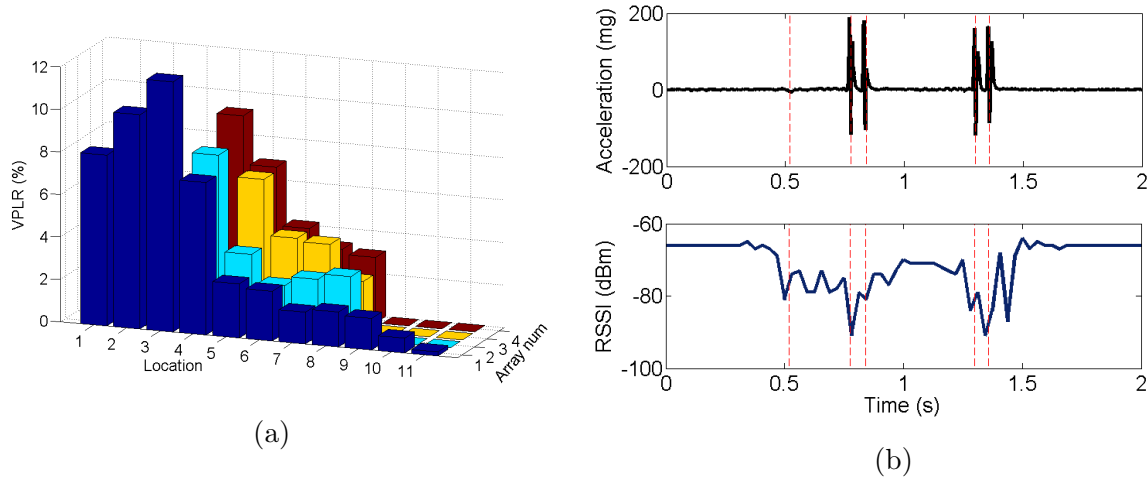 12
10
8
6
4
2
0
VPLR (%)
1
2
3
4
5
6
7
8
9
10
11
Location
1
2
3
4
Array num
(a)
200
0
-200
Acceleration (mg)
0 0.5 1 1.5 2
-60
-80
-100
RSSI (dBm)
0 0.5 1 1.5 2
Time (s)
(b)